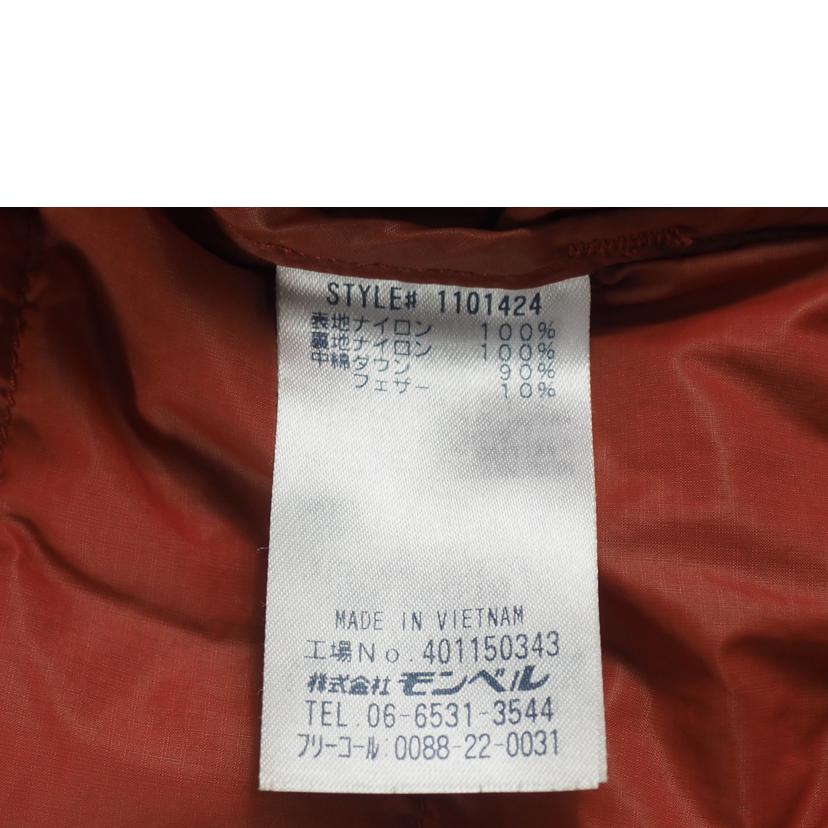 STYLE# 1101424
表地ナイロン 100%
裏地ナイロン 100%
中綿ダウン 90%
フェザー 10%
MADE IN VIETNAM
工場No.401150343
株式会社モンベル
TEL.06-6531-3544
フリーコール:0088-22-0031